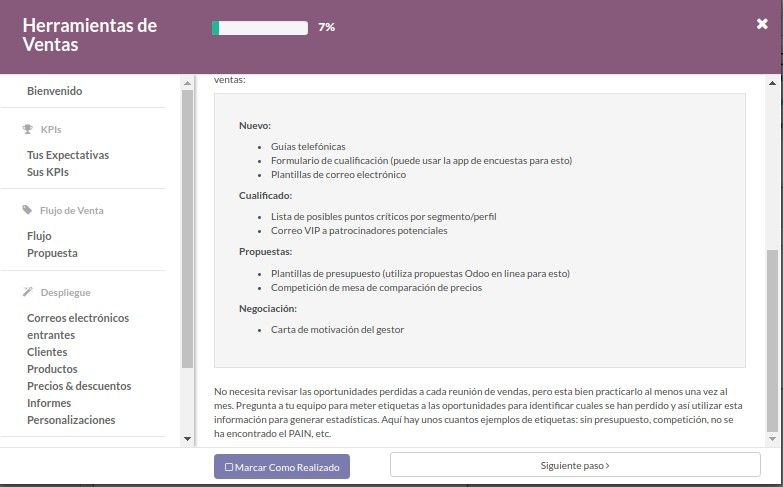 Herramientas de
Ventas
7%
Bienvenido
KPIs
Tus Expectativas
Sus KPIs
Flujo de Venta
Flujo
Propuesta
Despliegue
Correos electrónicos
entrantes
Clientes
Productos
Precios & descuentos
Informes
Personalizaciones
ventas:
Nuevo:
Guías telefónicas
Formulario de cualificación (puede usar la app de encuestas para esto)
Plantillas de correo electrónico
Cualificado:
Lista de posibles puntos críticos por segmento/perfil
Correo VIP a patrocinadores potenciales
Propuestas:
Plantillas de presupuesto (utiliza propuestas Odoo en linea para esto)
Competición de mesa de comparación de precios
Negociación:
Carta de motivación del gestor
No necesita revisar las oportunidades perdidas a cada reunión de vendas, pero esta bien practicarlo al menos una vez al
mes. Pregunta a tu equipo para meter etiquetas a las oportunidades para identificar cuales se han perdido y así utilizar esta
información para generar estadísticas. Aquí hay unos cuantos ejemplos de etiquetas: sin presupuesto, competición, no se
ha encontrado el PAIN, etc.
Marcar Como Realizado
Siguiente paso